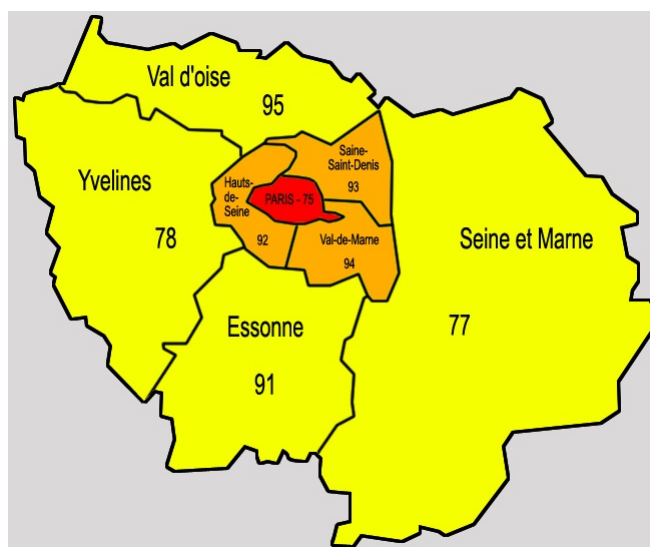 Val d'oise
95
Saine-
Saint-Denis
93
Yvelines
78
Hauts-
de-
Seine
92
PARIS - 75
Val-de-Marne
94
Seine et Marne
77
Essonne
91